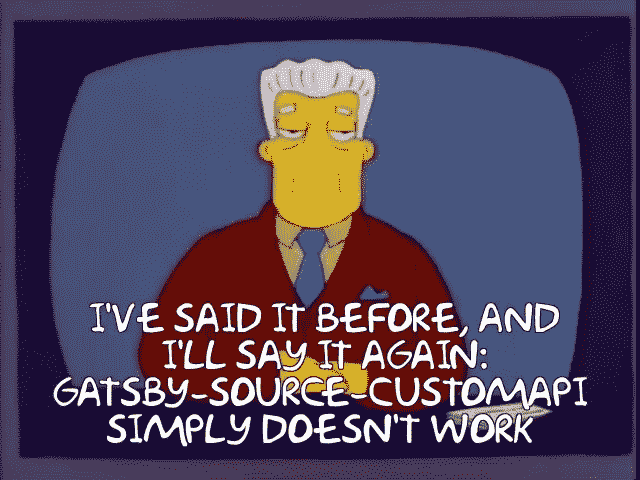 I'VE SAID IT BEFORE, AND
I'LL SAY IT AGAIN:
GATSBY-SOURCE-CUSTOMAPI
SIMPLY DOESN'T WORK